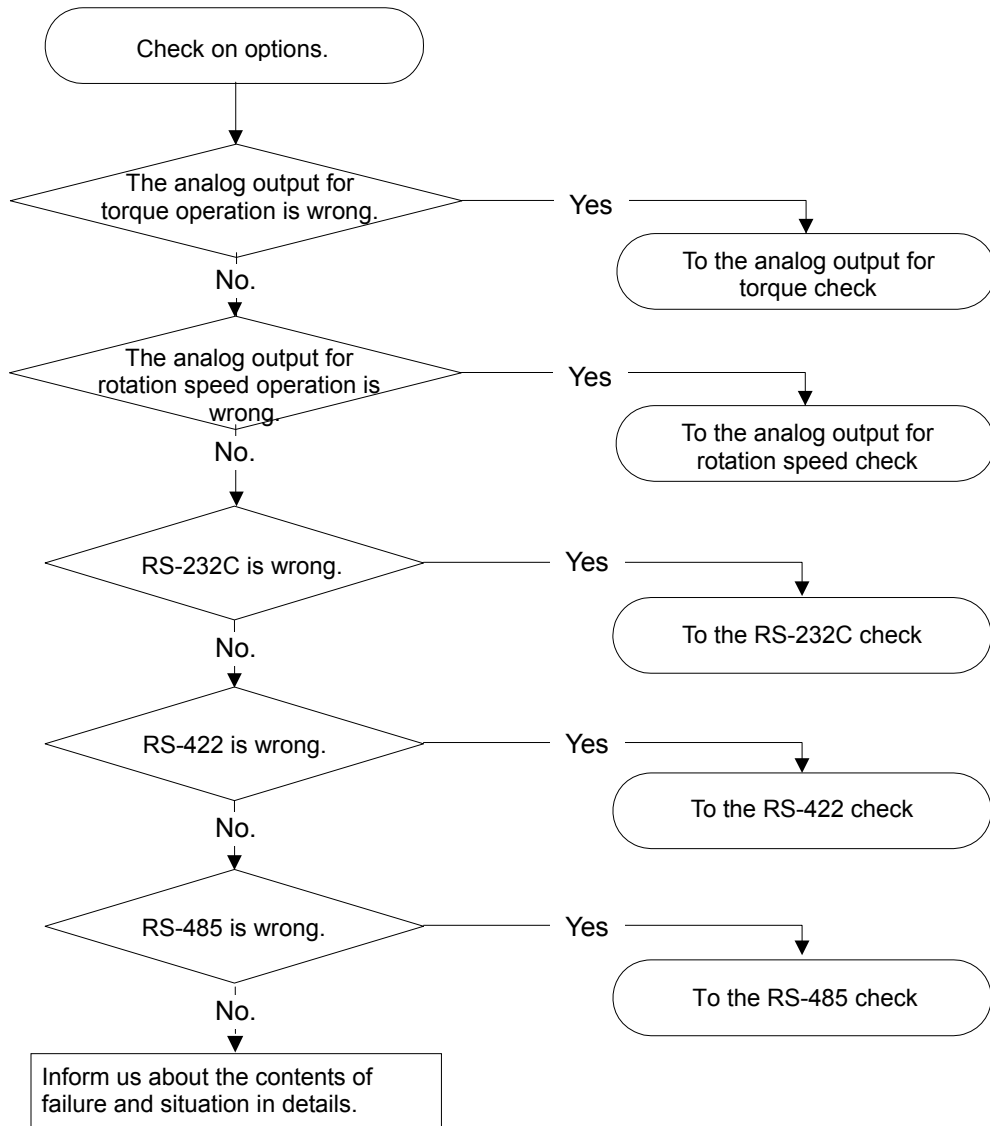 Check on options.
The analog output for
torque operation is wrong.
Yes
To the analog output for
torque check
No.
The analog output for
rotation speed operation is
wrong.
Yes
To the analog output for
rotation speed check
No.
RS-232C is wrong.
Yes
To the RS-232C check
No.
RS-422 is wrong.
Yes
To the RS-422 check
No.
RS-485 is wrong.
Yes
To the RS-485 check
No.
Inform us about the contents of
failure and situation in details.